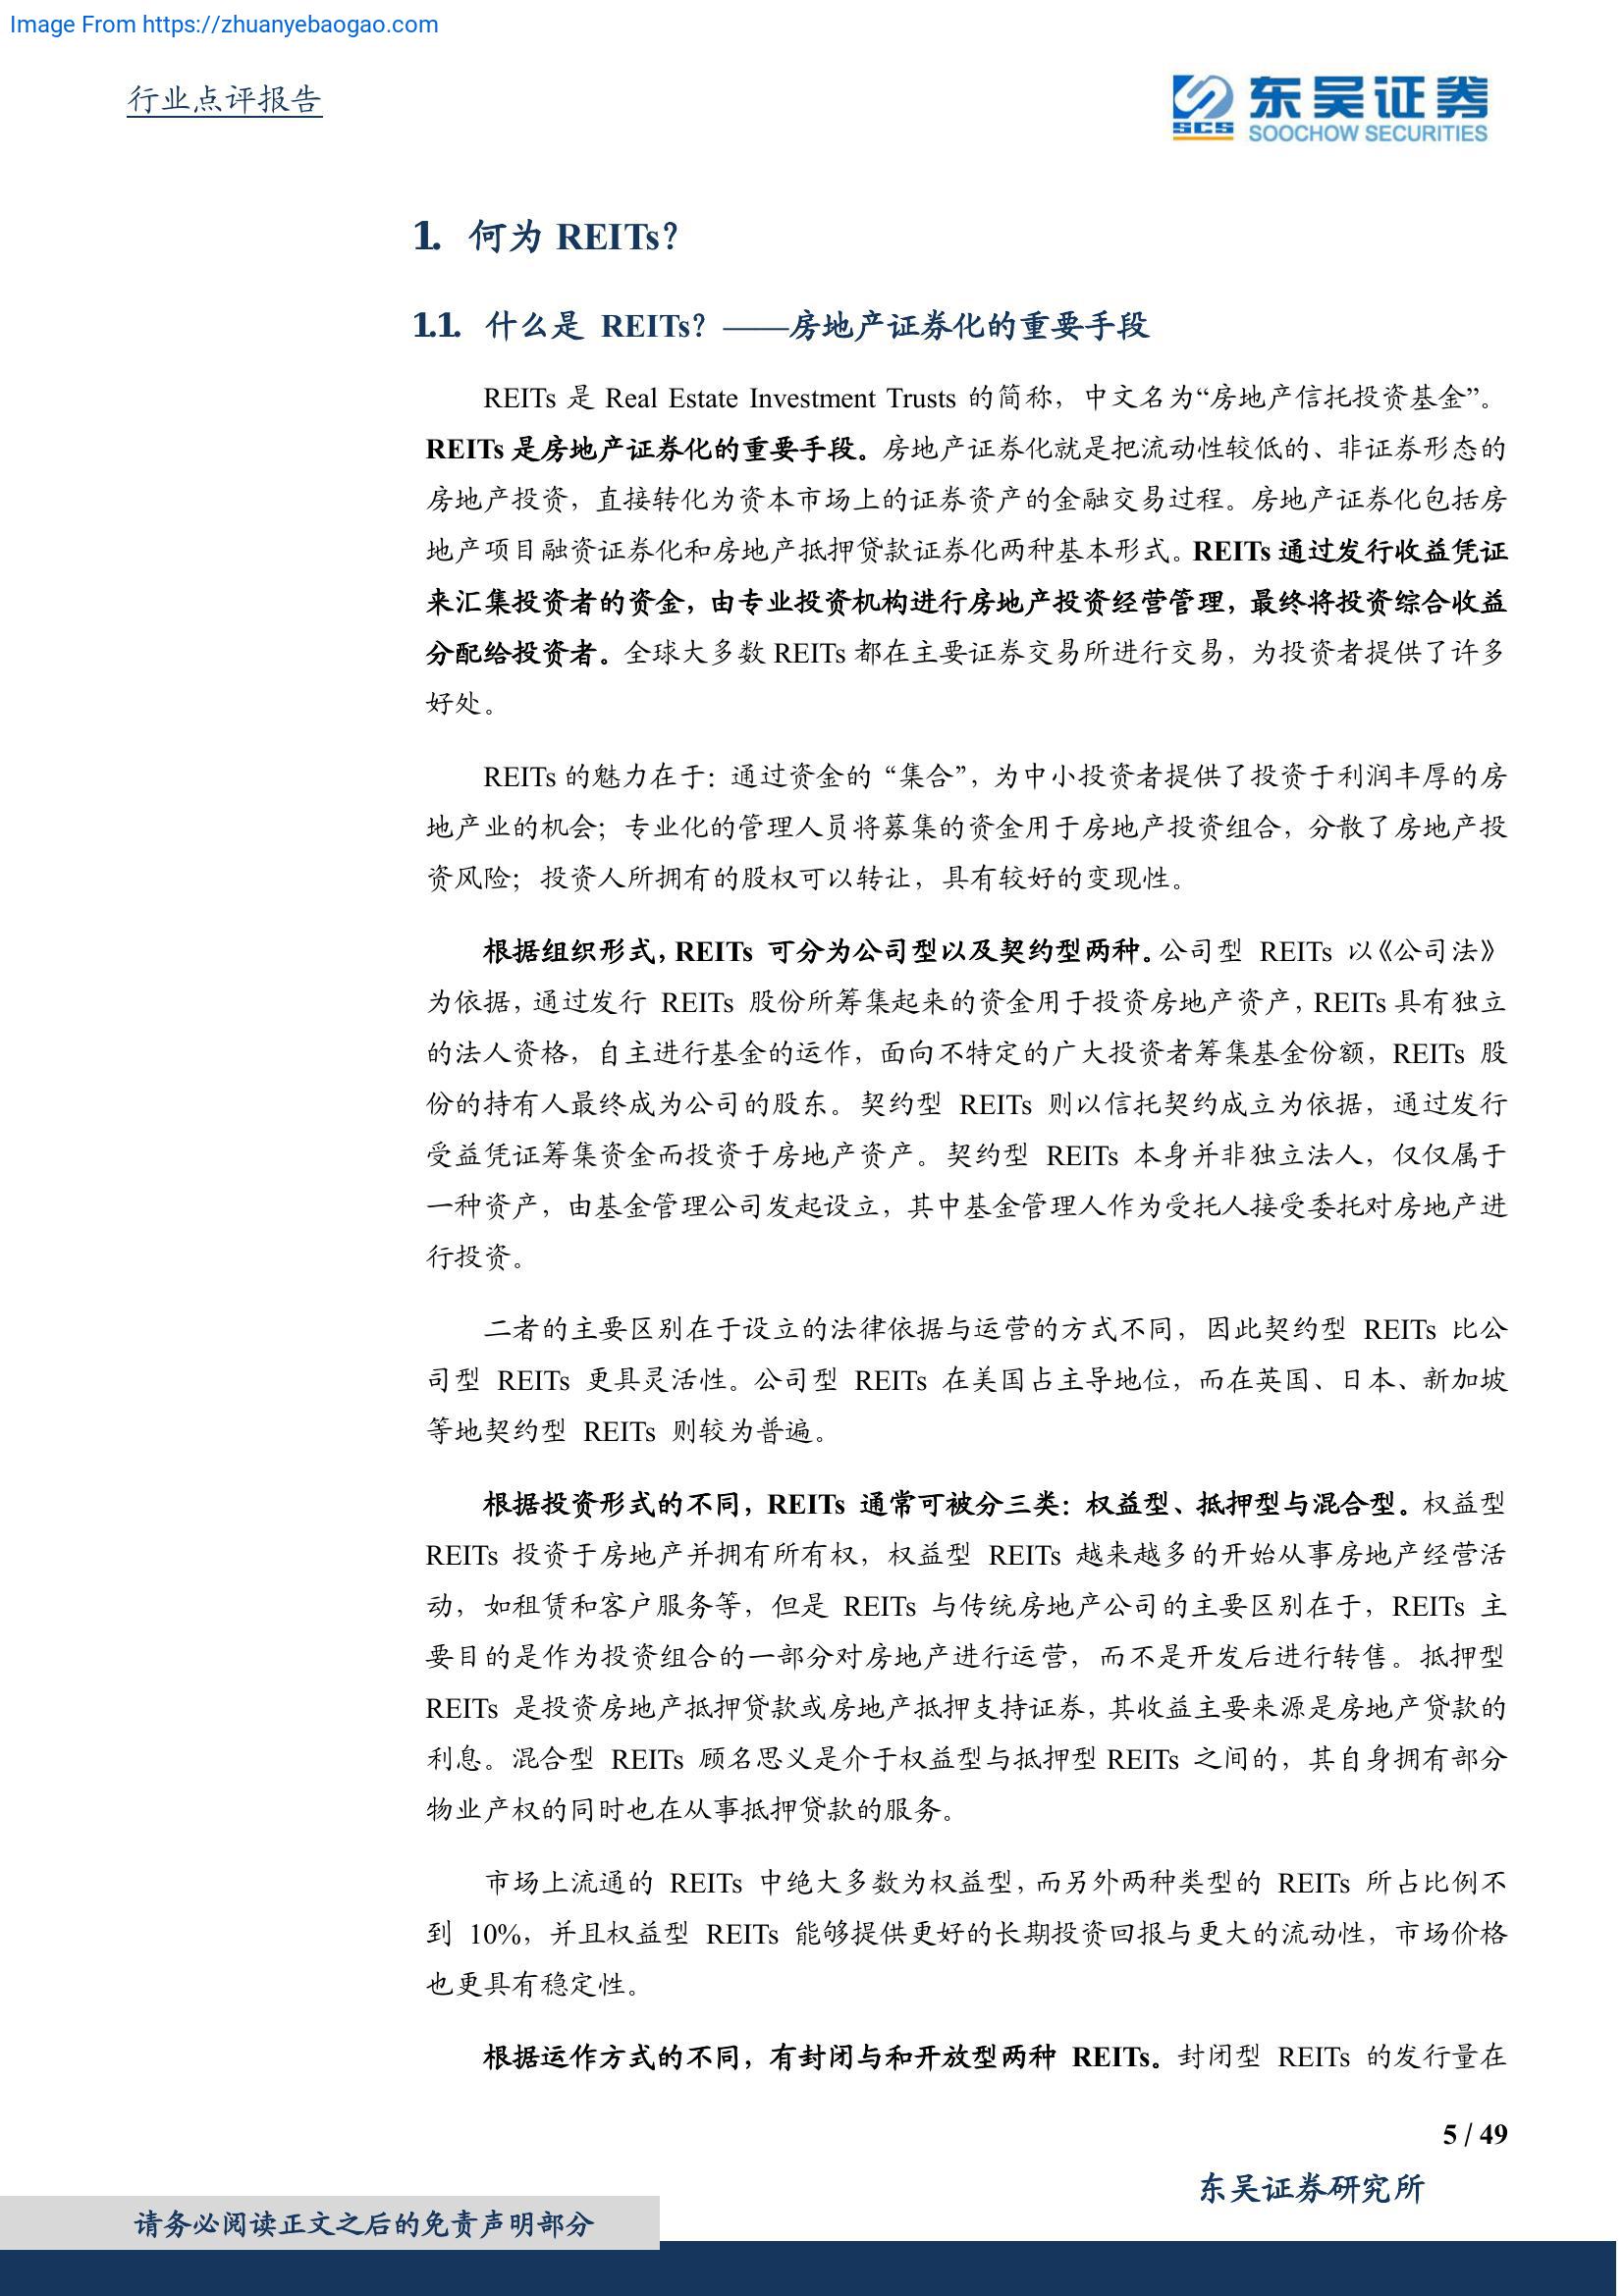 Image From https://zhuanyebaogao.com
行业点评报告
东吴证券
SCS
SOOCHOW SECURITIES
1. 何为 REITs？
1.1. 什么是 REITs？——房地产证券化的重要手段
REITs 是 Real Estate Investment Trusts 的简称，中文名为“房地产信托投资基金”。
REITs 是房地产证券化的重要手段。房地产证券化就是把流动性较低的、非证券形态的
房地产投资，直接转化为资本市场上的证券资产的金融交易过程。房地产证券化包括房
地产项目融资证券化和房地产抵押贷款证券化两种基本形式。REITs 通过发行收益凭证
来汇集投资者的资金，由专业投资机构进行房地产投资经营管理，最终将投资综合收益
分配给投资者。全球大多数 REITs 都在主要证券交易所进行交易，为投资者提供了许多
好处。
REITs 的魅力在于：通过资金的“集合”，为中小投资者提供了投资于利润丰厚的房
地产业的机会；专业化的管理人员将募集的资金用于房地产投资组合，分散了房地产投
资风险；投资人所拥有的股权可以转让，具有较好的变现性。
根据组织形式，REITs 可分为公司型以及契约型两种。公司型 REITs 以《公司法》
为依据，通过发行 REITs 股份所筹集起来的资金用于投资房地产资产，REITs 具有独立
的法人资格，自主进行基金的运作，面向不特定的广大投资者筹集基金份额，REITs 股
份的持有人最终成为公司的股东。契约型 REITs 则以信托契约成立为依据，通过发行
受益凭证筹集资金而投资于房地产资产。契约型 REITs 本身并非独立法人，仅仅属于
一种资产，由基金管理公司发起设立，其中基金管理人作为受托人接受委托对房地产进
行投资。
二者的主要区别在于设立的法律依据与运营的方式不同，因此契约型 REITs 比公
司型 REITs 更具灵活性。公司型 REITs 在美国占主导地位，而在英国、日本、新加坡
等地契约型 REITs 则较为普遍。
根据投资形式的不同，REITs 通常可被分三类：权益型、抵押型与混合型。权益型
REITs 投资于房地产并拥有所有权，权益型 REITs 越来越多的开始从事房地产经营活
动，如租赁和客户服务等，但是 REITs 与传统房地产公司的主要区别在于，REITs 主
要目的是作为投资组合的一部分对房地产进行运营，而不是开发后进行转售。抵押型
REITs 是投资房地产抵押贷款或房地产抵押支持证券，其收益主要来源是房地产贷款的
利息。混合型 REITs 顾名思义是介于权益型与抵押型 REITs 之间的，其自身拥有部分
物业产权的同时也在从事抵押贷款的服务。
市场上流通的 REITs 中绝大多数为权益型，而另外两种类型的 REITs 所占比例不
到 10%，并且权益型 REITs 能够提供更好的长期投资回报与更大的流动性，市场价格
也更具有稳定性。
根据运作方式的不同，有封闭与和开放型两种 REITs。封闭型 REITs 的发行量在
5 / 49
东吴证券研究所
请务必阅读正文之后的免责声明部分